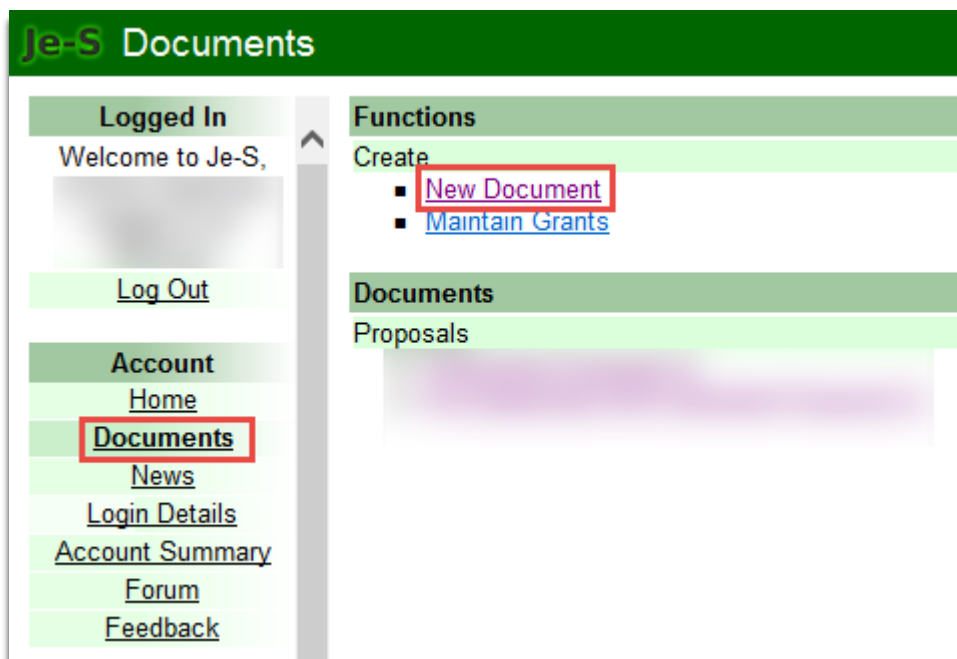 Je-S Documents
Logged In
Welcome to Je-S,
Log Out
Account
Home
Documents
News
Login Details
Account Summary
Forum
Feedback
Functions
Create
New Document
Maintain Grants
Documents
Proposals